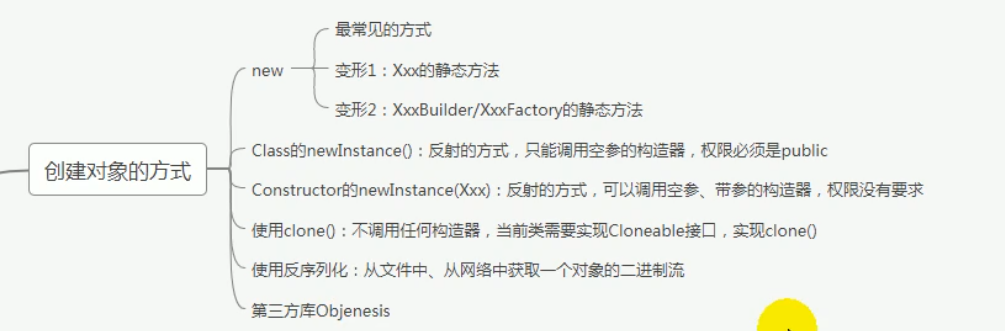 最常见的方式
new
变形1：Xxx的静态方法
变形2：XxxBuilder/XxxFactory的静态方法
创建对象的方式
Class的newInstance()：反射的方式，只能调用空参的构造器，权限必须是public
Constructor的newInstance(Xxx)：反射的方式，可以调用空参、带参的构造器，权限没有要求
使用clone()：不调用任何构造器，当前类需要实现Cloneable接口，实现clone()
使用反序列化：从文件中、从网络中获取一个对象的二进制流
第三方库Objenesis